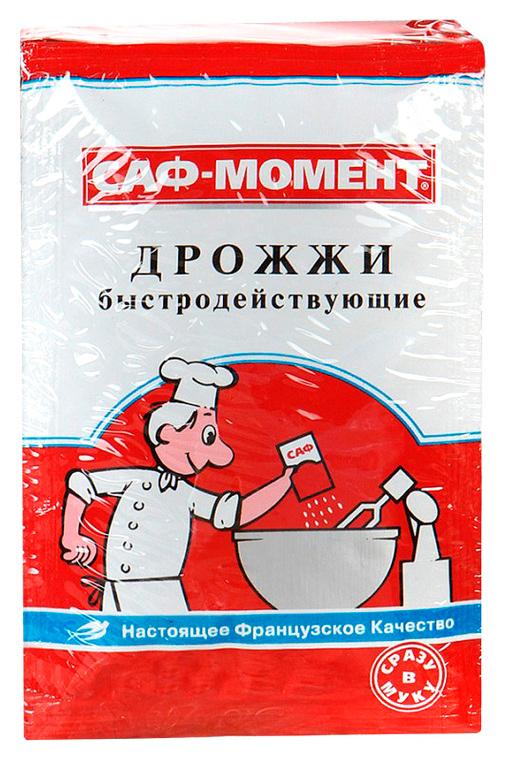 САФ-МОМЕНТ®
ДРОЖЖИ
быстродействующие
САФ
Настоящее Французское Качество
СРАЗУ
В
МУКУ